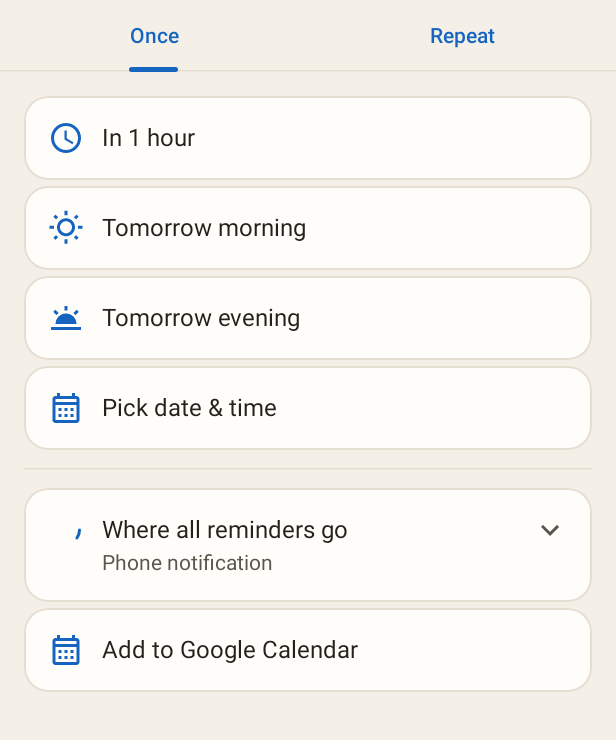 Once
Repeat
In 1 hour
Tomorrow morning
Tomorrow evening
Pick date & time
Where all reminders go
Phone notification
Add to Google Calendar